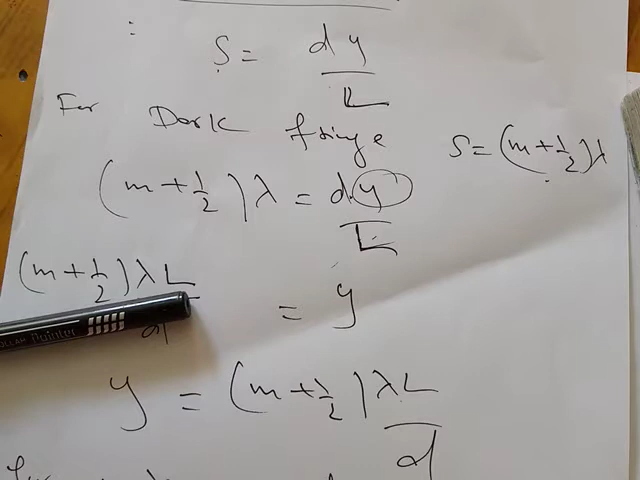 S = dy/L
For Dark fringe
S = (m+1/2)λ
(m+1/2)λ = dy/L
(m+1/2)λL/d = y
y = (m+1/2)λL/d